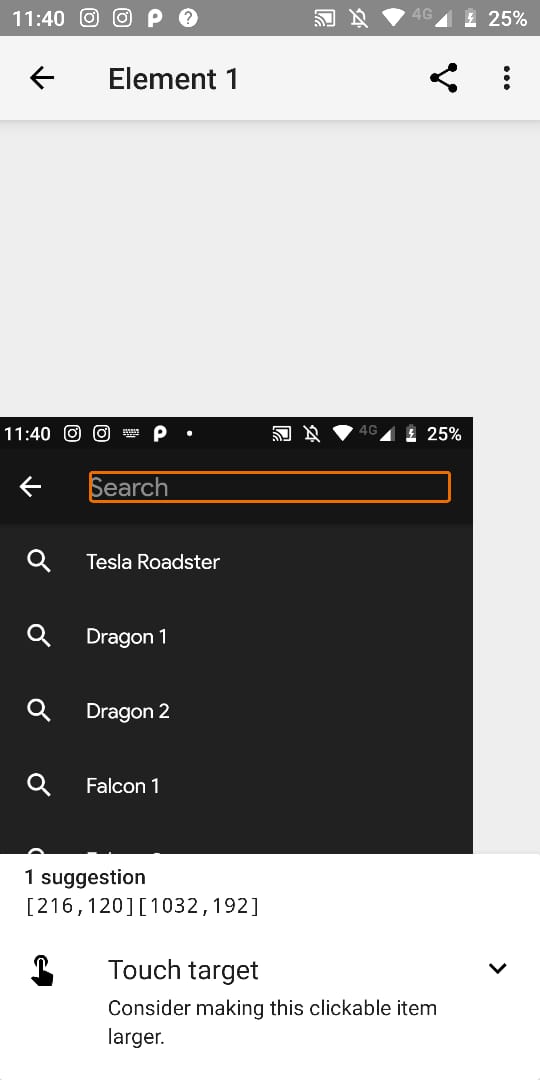 11:40
4G
25%
Element 1
11:40
4G
25%
Search
Tesla Roadster
Dragon 1
Dragon 2
Falcon 1
1 suggestion
[216,120][1032,192]
Touch target
Consider making this clickable item
larger.